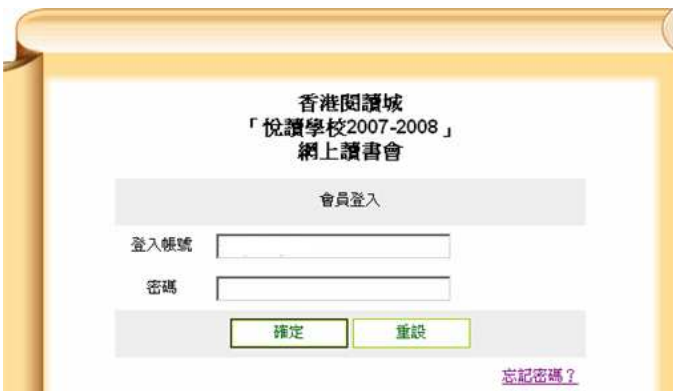 香港閱讀城
「悅讀學校2007-2008」
網上讀書會
會員登入
登入帳號
密碼
確定 重設
忘記密碼？